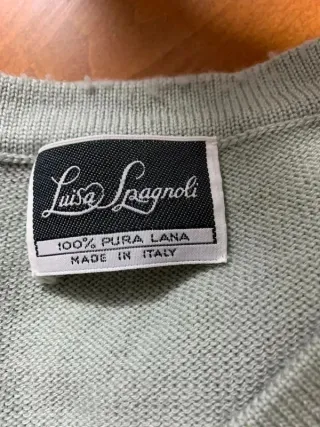 Luisa Spagnoli
100% PURA LANA
MADE IN ITALY